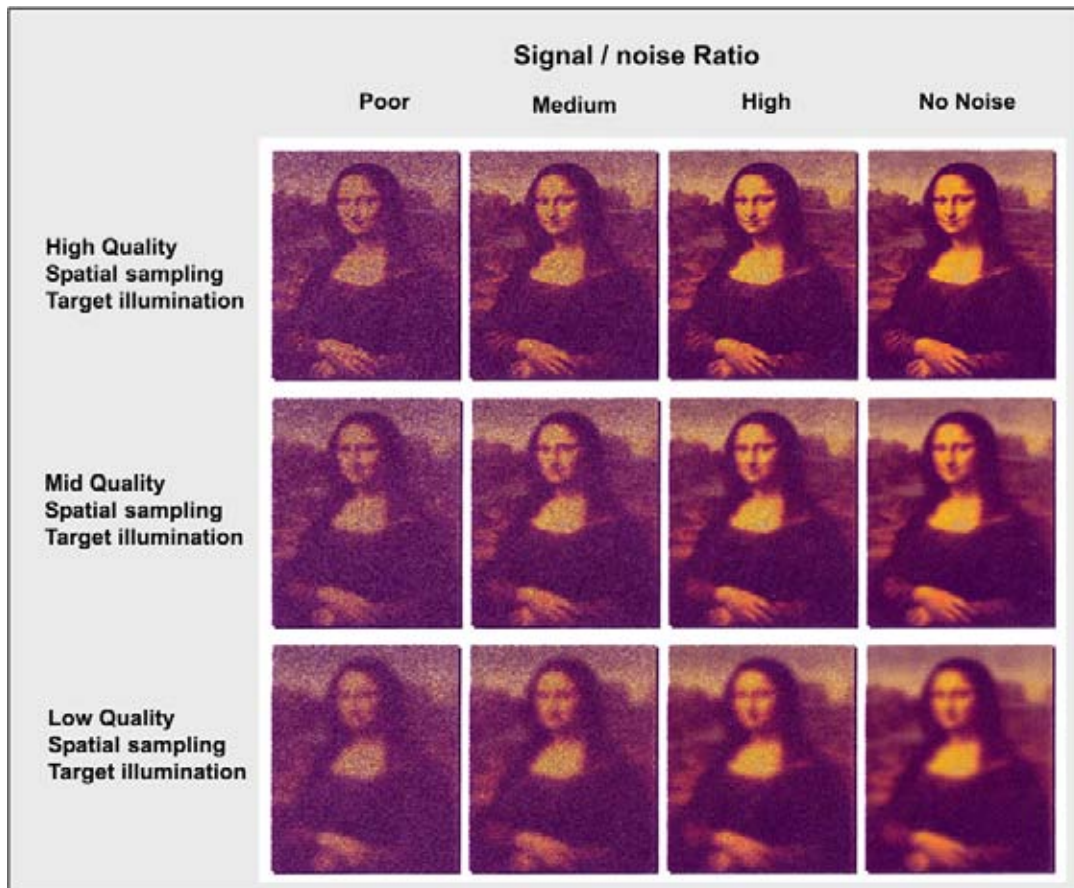 Signal / noise Ratio
Poor Medium High No Noise
High Quality
Spatial sampling
Target illumination
Mid Quality
Spatial sampling
Target illumination
Low Quality
Spatial sampling
Target illumination